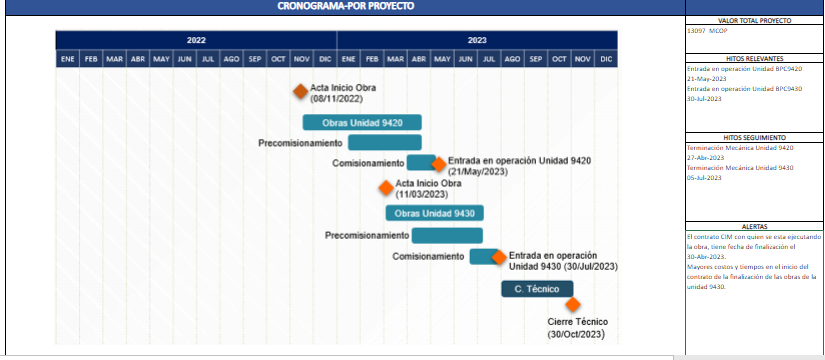 CRONOGRAMA-POR PROYECTO
2022 2023
ENE FEB MAR ABR MAY JUN JUL AGO SEP OCT NOV DIC ENE FEB MAR ABR MAY JUN JUL AGO SEP OCT NOV DIC
Acta Inicio Obra
(08/11/2022)
Obras Unidad 9420
Precomisionamiento
Comisionamiento
Entrada en operación Unidad 9420
(21/May/2023)
Acta Inicio Obra
(11/03/2023)
Obras Unidad 9430
Precomisionamiento
Comisionamiento
Entrada en operación
Unidad 9430 (30/Jul/2023)
C. Técnico
Cierre Técnico
(30/Oct/2023)
VALOR TOTAL PROYECTO
13097 MCOP
HITOS RELEVANTES
Entrada en operación Unidad BPC9420
21-May-2023
Entrada en operación Unidad BPC9430
30-Jul-2023
HITOS SEGUIMIENTO
Terminación Mecánica Unidad 9420
27-Abr-2023
Terminación Mecánica Unidad 9430
05-Jul-2023
ALERTAS
El contrato CIM con quien se esta ejecutando
la obra, tiene fecha de finalización el
30-Abr-2023.
Mayores costos y tiempos en el inicio del
contrato de la finalización de las obras de la
unidad 9430.